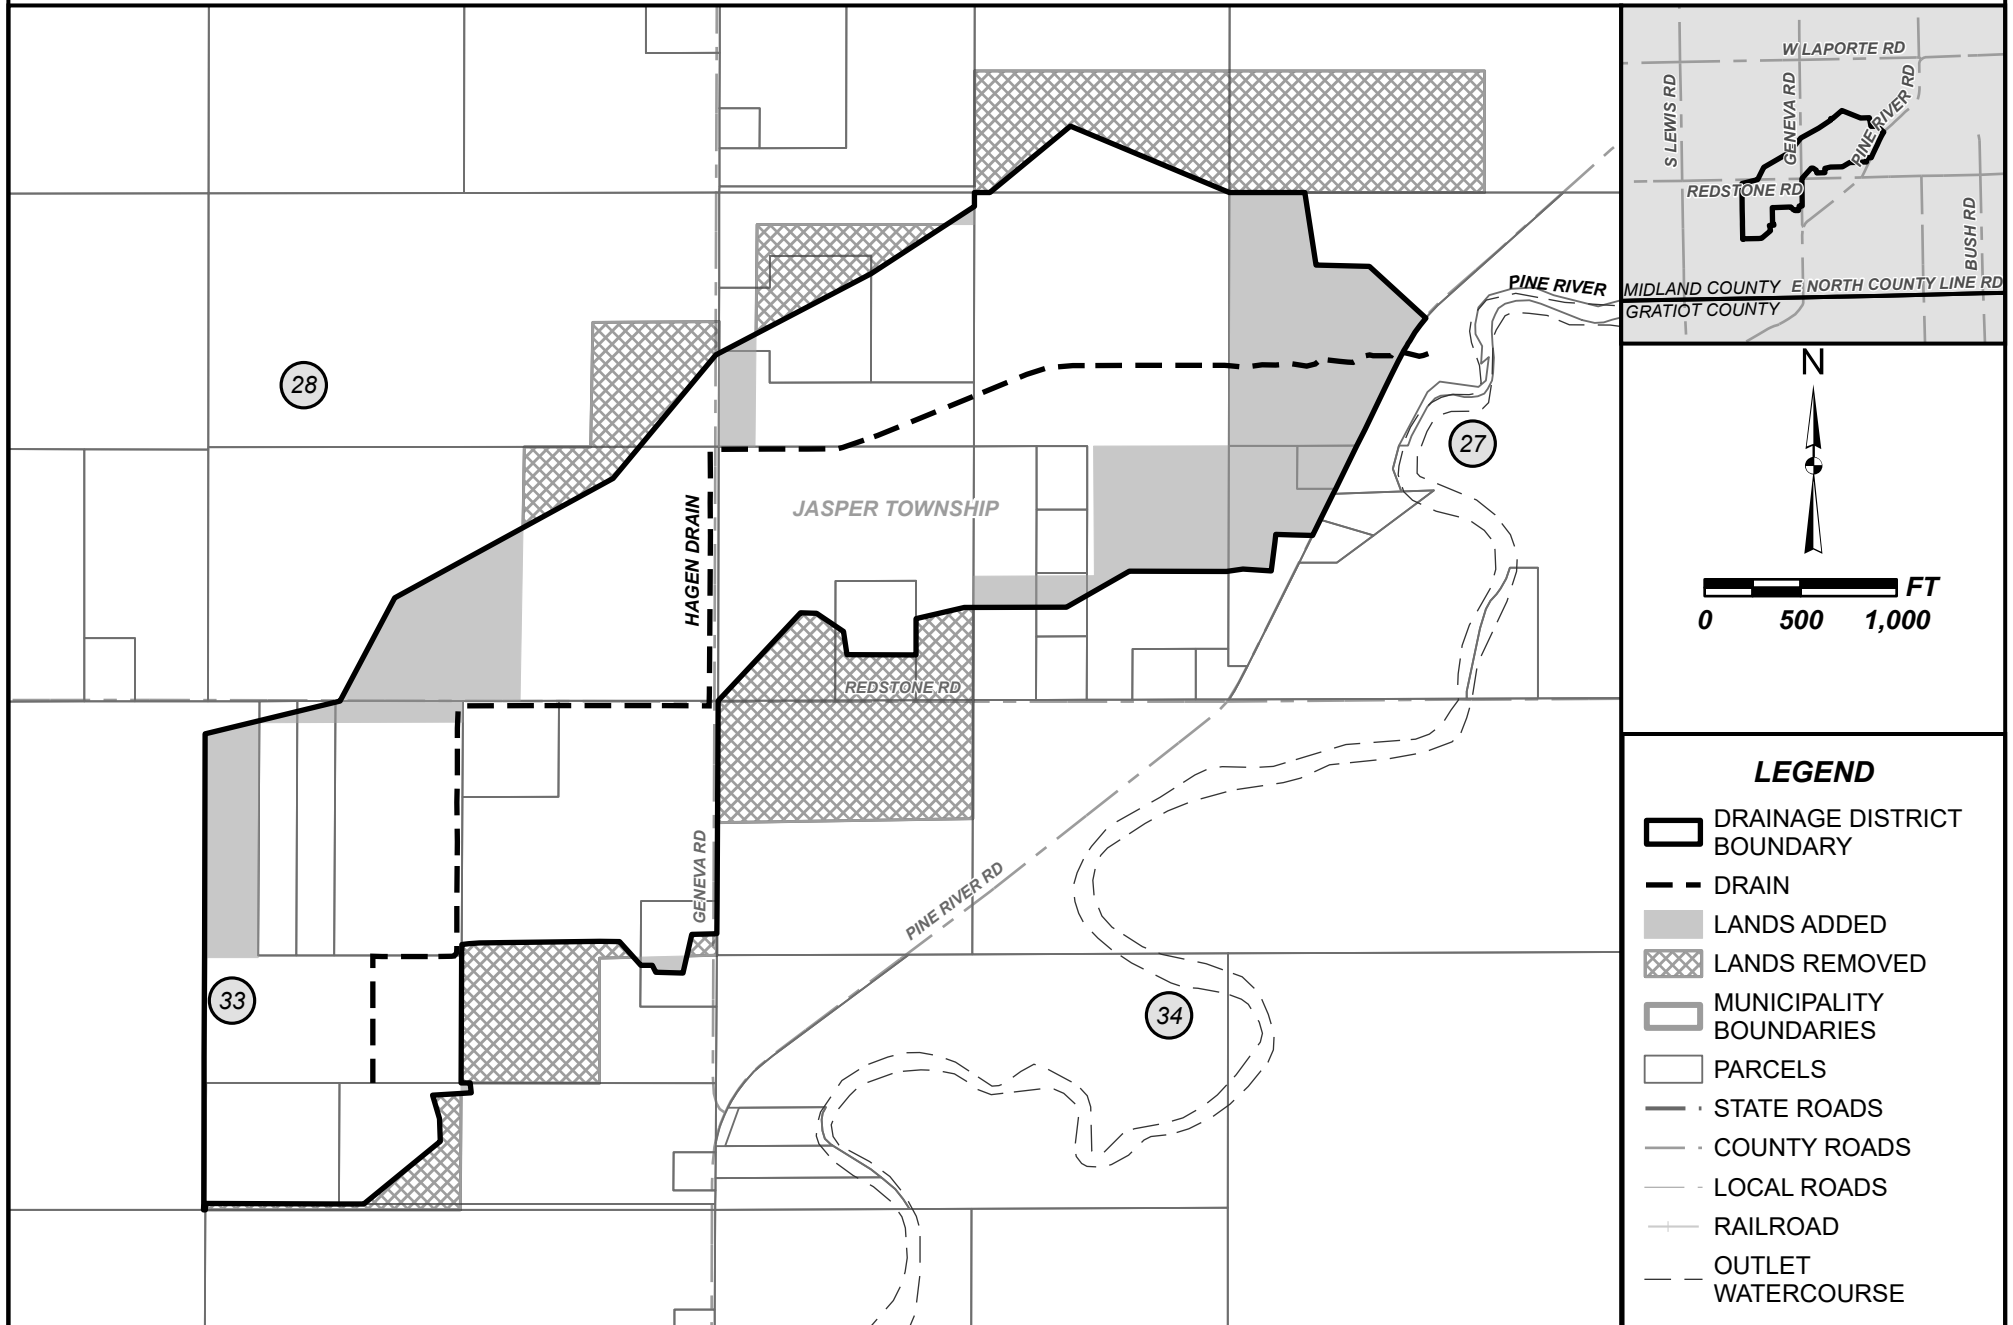 PINE RIVER
28
27
JASPER TOWNSHIP
HAGEN DRAIN
REDSTONE RD
GENEVA RD
PINE RIVER RD
33
34
W LAPORTE RD
S LEWIS RD
GENEVA RD
PINE RIVER RD
REDSTONE RD
BUSH RD
MIDLAND COUNTY
E NORTH COUNTY LINE RD
GRATIOT COUNTY
N
FT
0 500 1,000
LEGEND
DRAINAGE DISTRICT
BOUNDARY
DRAIN
LANDS ADDED
LANDS REMOVED
MUNICIPALITY
BOUNDARIES
PARCELS
STATE ROADS
COUNTY ROADS
LOCAL ROADS
RAILROAD
OUTLET
WATERCOURSE